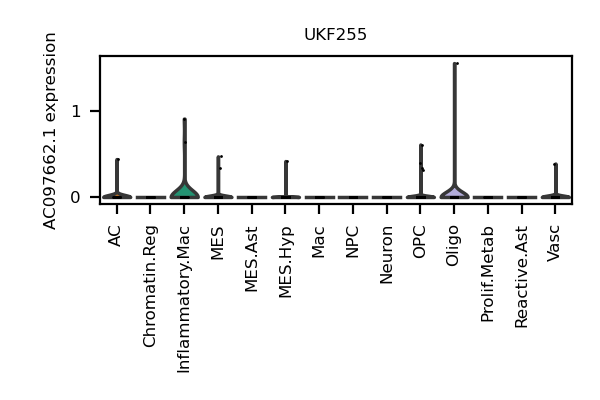 UKF255
AC097662.1 expression
1
0
AC
Chromatin.Reg
Inflammatory.Mac
MES
MES.Ast
MES.Hyp
Mac
NPC
Neuron
OPC
Oligo
Prolif.Metab
Reactive.Ast
Vasc